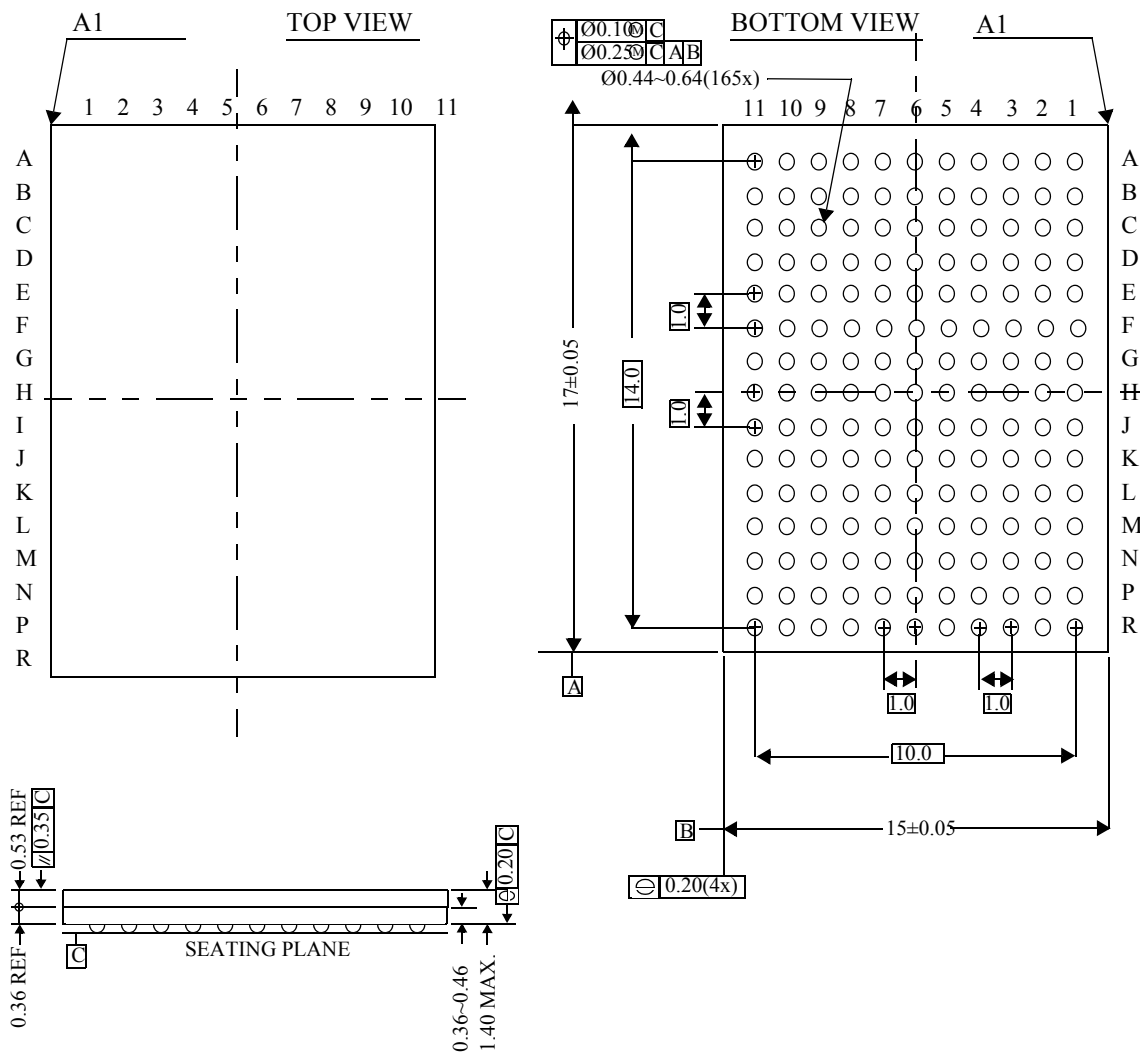 A1
TOP VIEW
1 2 3 4 5 6 7 8 9 10 11
A
B
C
D
E
F
G
H
I
J
K
L
M
N
P
R
Ø0.10Ⓜ C
Ø0.25Ⓜ C A B
BOTTOM VIEW
A1
Ø0.44~0.64(165x)
11 10 9 8 7 6 5 4 3 2 1
A
B
C
D
E
F
G
H
J
K
L
M
N
P
R
17±0.05
14.0
1.0
1.0
A
1.0
1.0
10.0
B
15±0.05
0.20(4x)
0.53 REF
// 0.35 C
0.20 C
C
SEATING PLANE
0.36 REF
0.36~0.46
1.40 MAX.